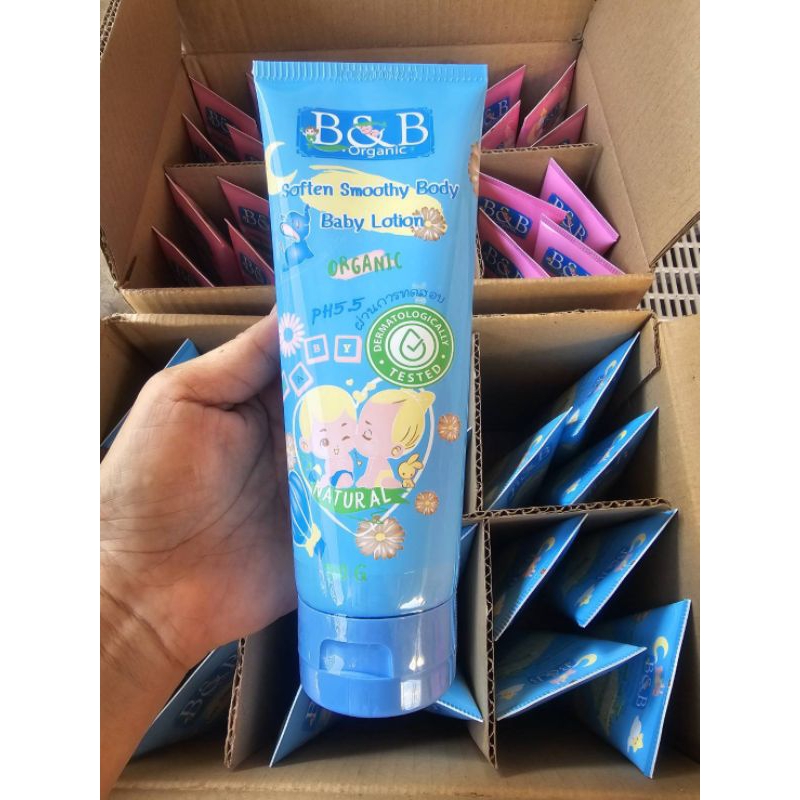 B&B
Organic
Soften Smoothy Body
Baby Lotion
ORGANIC
PH5.5
ผ่านการทดสอบ
DERMATOLOGICALLY
TESTED
A B Y
NATURAL
G
B&B
B&B
B&B
B&B
B&B